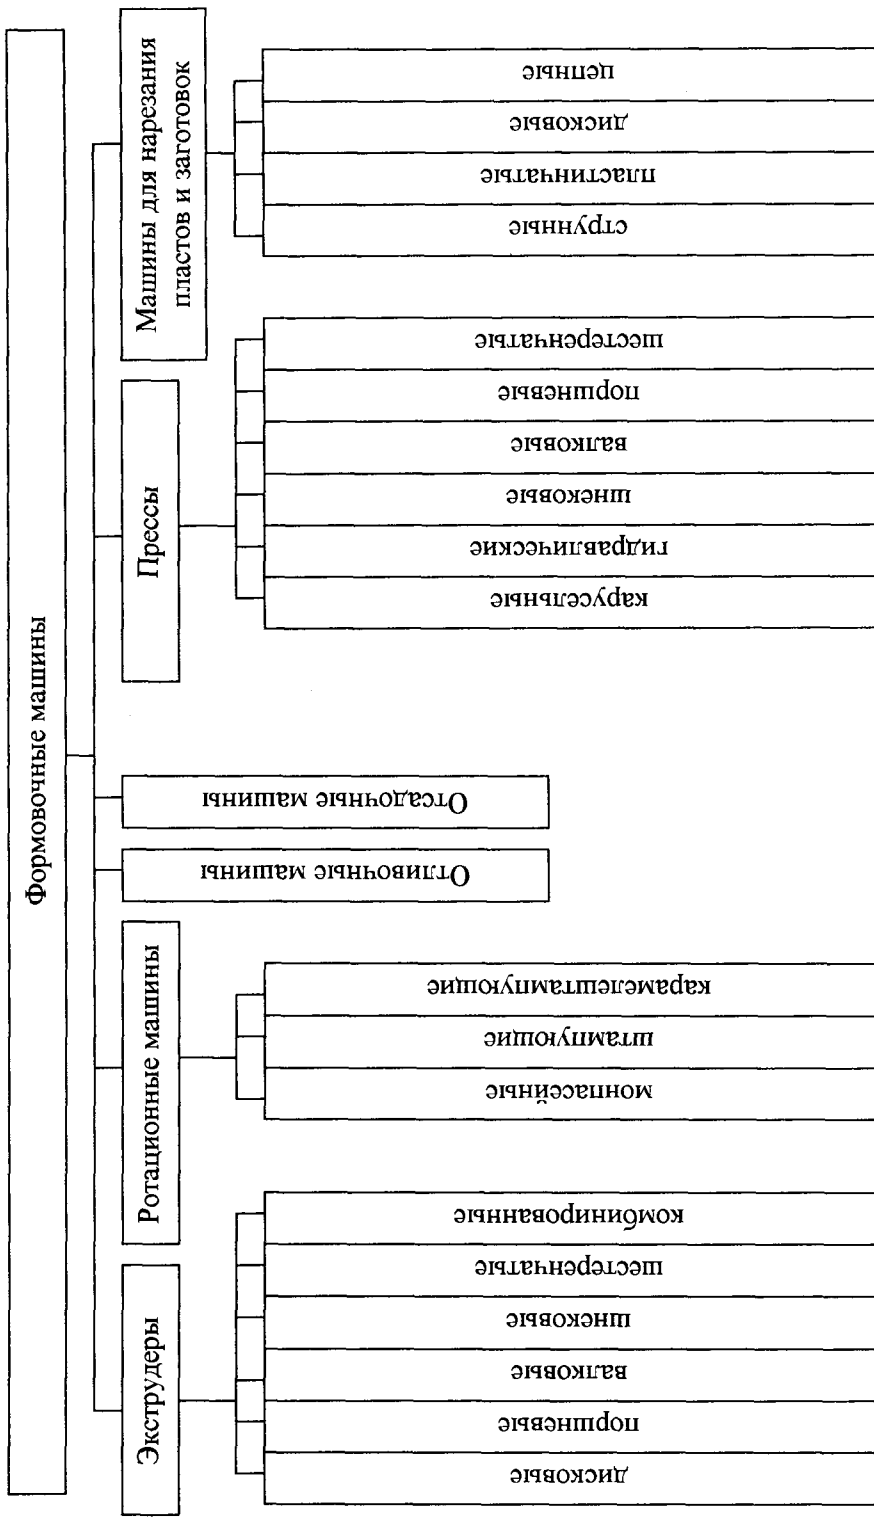 Формовочные машины
Экструдеры
дисковые
поршневые
валковые
шнековые
шестеренчатые
комбинированные
Ротационные машины
монпасейные
штампующие
карамелештампующие
Отливочные машины
Отсадочные машины
Прессы
карусельные
гидравлические
шнековые
валковые
поршневые
шестеренчатые
Машины для нарезания
пластов и заготовок
струнные
пластинчатые
дисковые
цепные